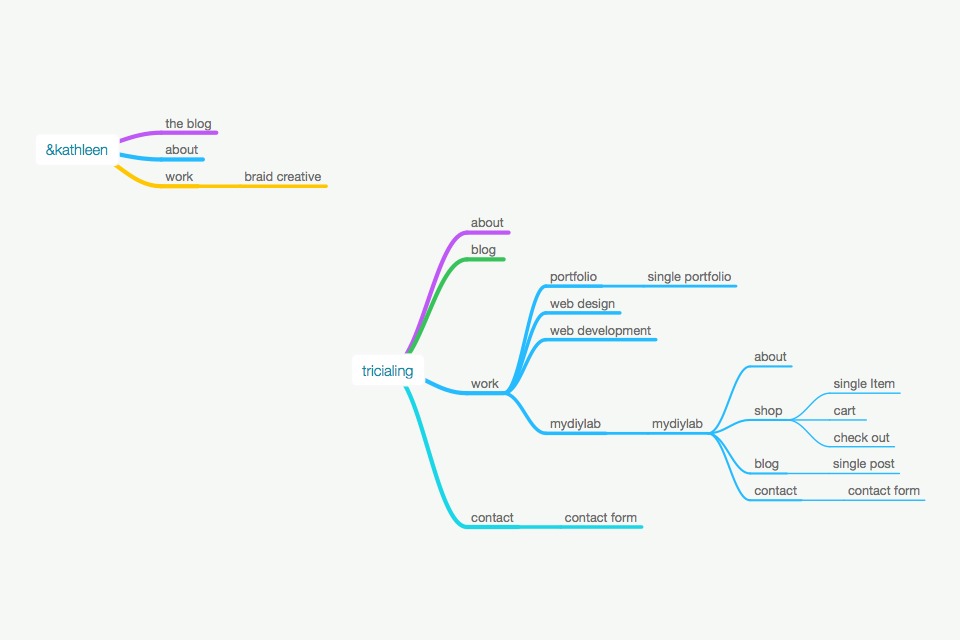 &kathleen
the blog
about
work
braid creative
tricialing
about
blog
work
portfolio
single portfolio
web design
web development
mydiylab
mydiylab
about
shop
single Item
cart
check out
blog
single post
contact
contact form
contact
contact form